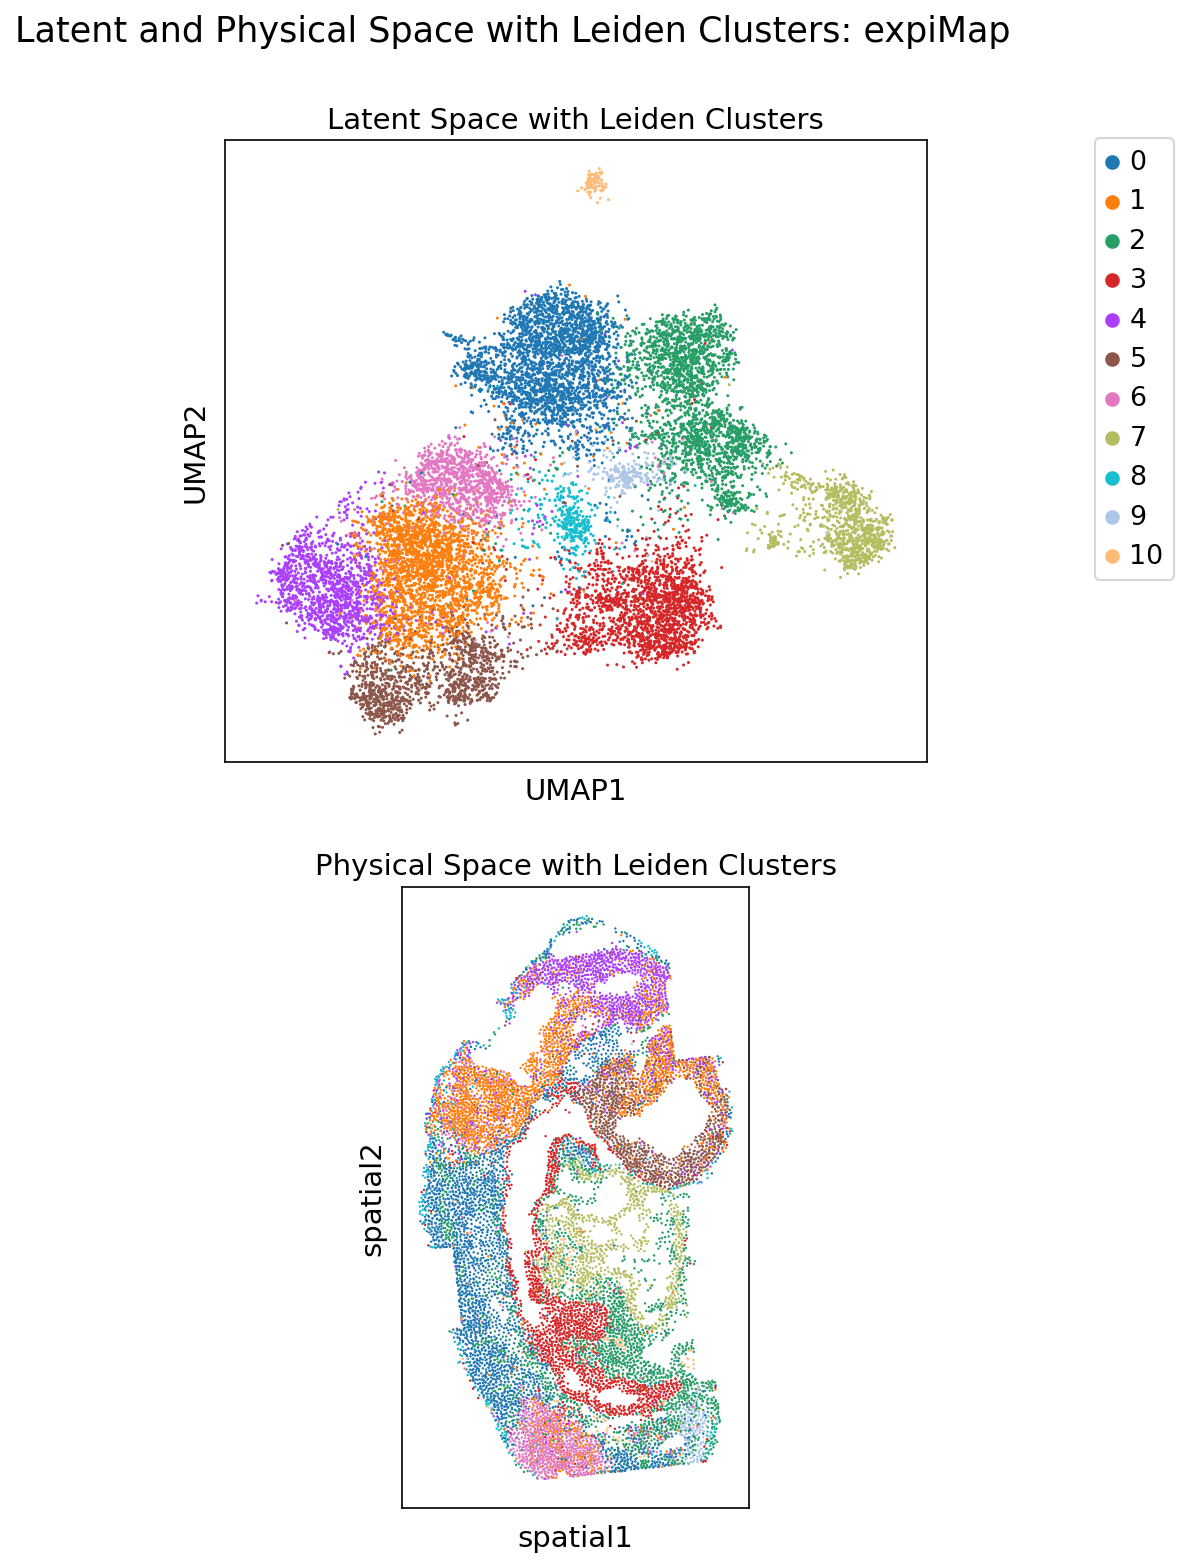 Latent and Physical Space with Leiden Clusters: expiMap
Latent Space with Leiden Clusters
0
1
2
3
4
5
6
7
8
9
10
UMAP2
UMAP1
Physical Space with Leiden Clusters
spatial2
spatial1